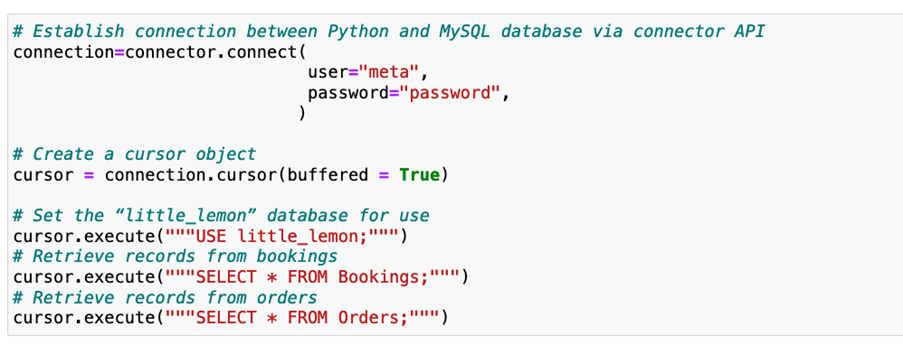 # Establish connection between Python and MySQL database via connector API
connection=connector.connect(
user="meta",
password="password",
)
# Create a cursor object
cursor = connection.cursor(buffered = True)
# Set the “little_lemon” database for use
cursor.execute("""USE little_lemon;""")
# Retrieve records from bookings
cursor.execute("""SELECT * FROM Bookings;""")
# Retrieve records from orders
cursor.execute("""SELECT * FROM Orders;""")